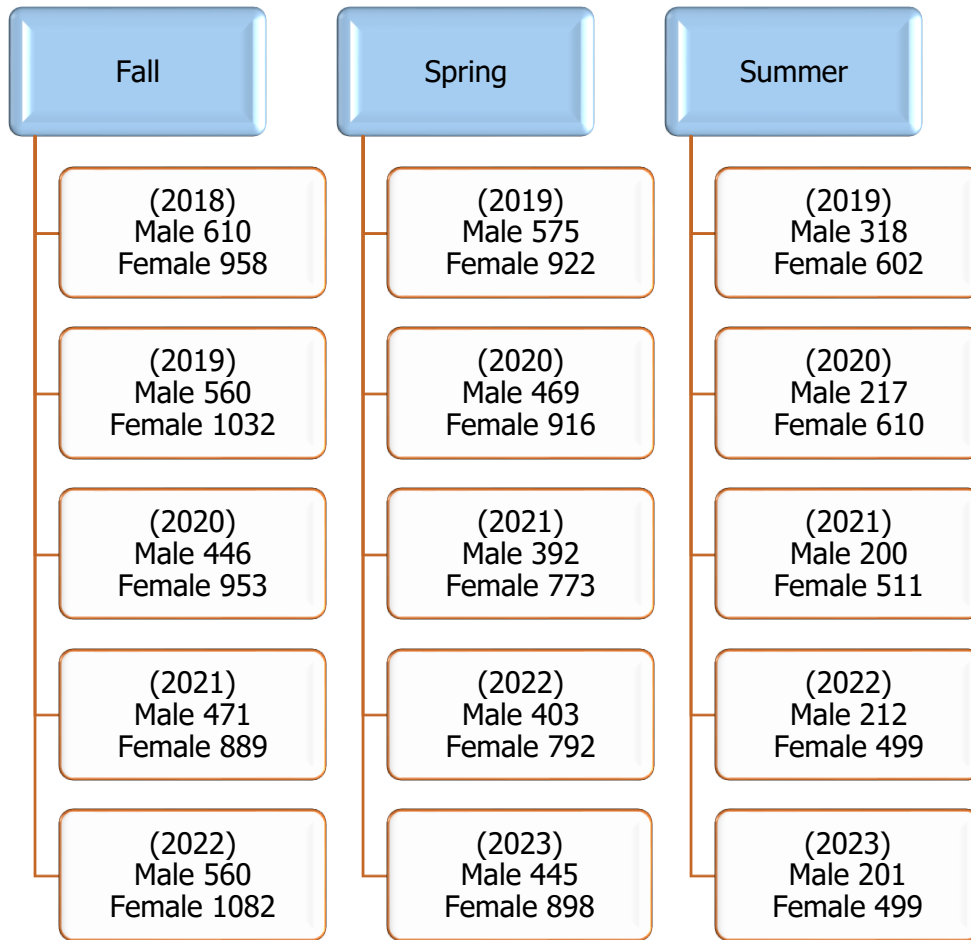 Fall
(2018)
Male 610
Female 958
(2019)
Male 560
Female 1032
(2020)
Male 446
Female 953
(2021)
Male 471
Female 889
(2022)
Male 560
Female 1082
Spring
(2019)
Male 575
Female 922
(2020)
Male 469
Female 916
(2021)
Male 392
Female 773
(2022)
Male 403
Female 792
(2023)
Male 445
Female 898
Summer
(2019)
Male 318
Female 602
(2020)
Male 217
Female 610
(2021)
Male 200
Female 511
(2022)
Male 212
Female 499
(2023)
Male 201
Female 499